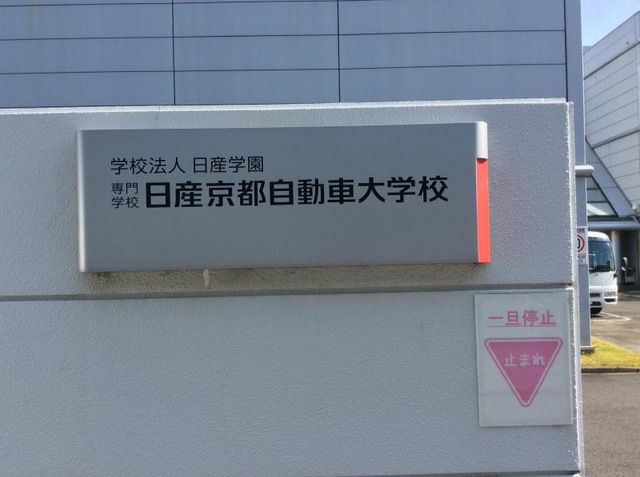 学校法人 日産学園
専門
学校 日産京都自動車大学校
一旦停止
止まれ